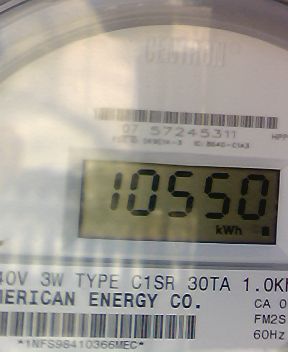 CENTRON
07 57245311
10550
kWh
40V 3W TYPE C1SR 30TA 1.0Kh
MERICAN ENERGY CO.
CA 0
FM2S
60Hz
*1NFS98410366MEC*